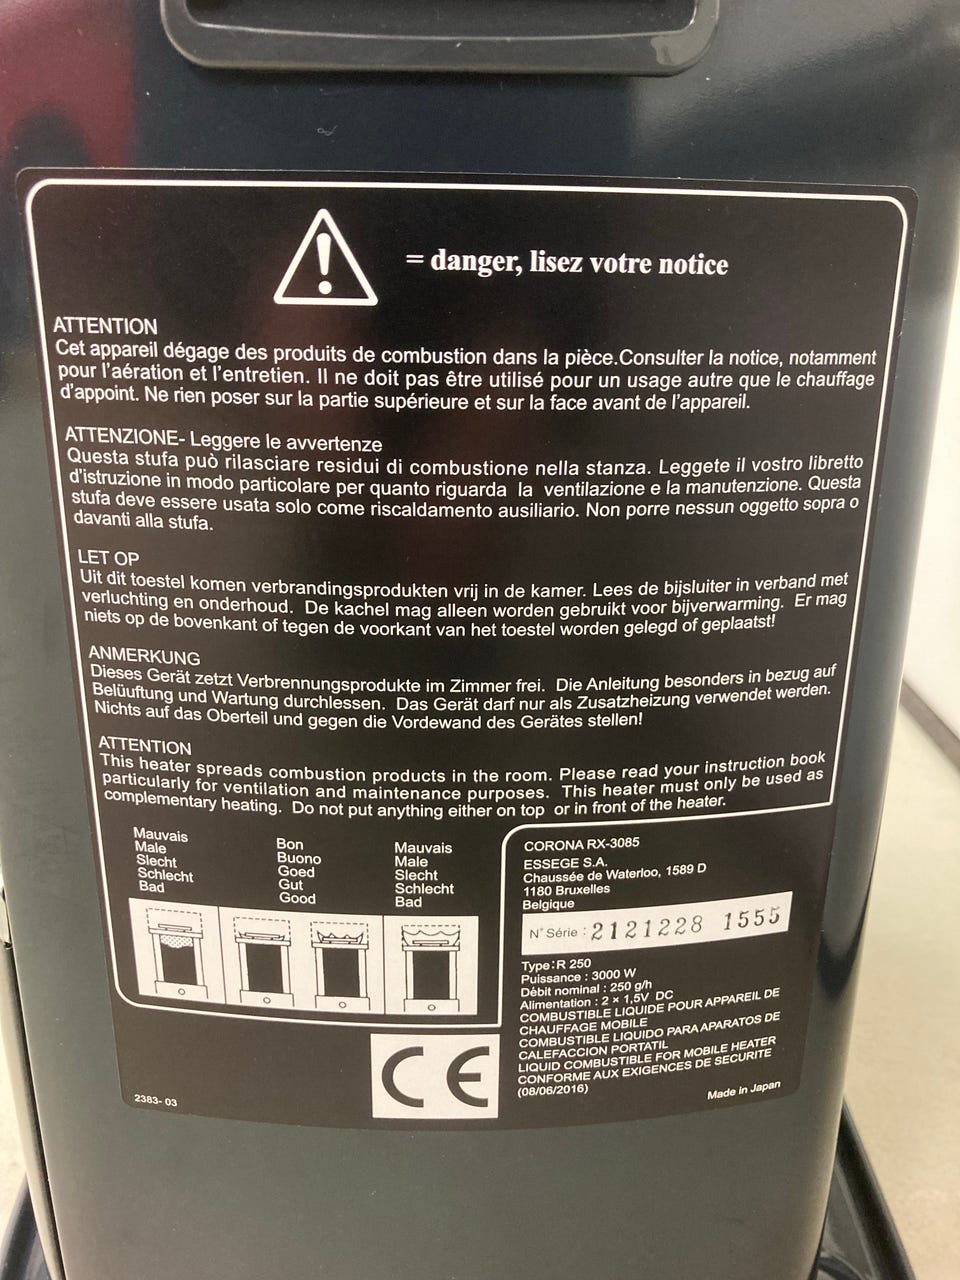 = danger, lisez votre notice
ATTENTION
Cet appareil dégage des produits de combustion dans la pièce.Consulter la notice, notamment
pour l'aération et l'entretien. Il ne doit pas être utilisé pour un usage autre que le chauffage
d'appoint. Ne rien poser sur la partie supérieure et sur la face avant de l'appareil.
ATTENZIONE- Leggere le avvertenze
Questa stufa può rilasciare residui di combustione nella stanza. Leggete il vostro libretto
d'istruzione in modo particolare per quanto riguarda la ventilazione e la manutenzione. Questa
stufa deve essere usata solo come riscaldamento ausiliario. Non porre nessun oggetto sopra o
davanti alla stufa.
LET OP
Uit dit toestel komen verbrandingsprodukten vrij in de kamer. Lees de bijsluiter in verband met
verluchting en onderhoud. De kachel mag alleen worden gebruikt voor bijverwarming. Er mag
niets op de bovenkant of tegen de voorkant van het toestel worden gelegd of geplaatst!
ANMERKUNG
Dieses Gerät zetzt Verbrennungsprodukte im Zimmer frei. Die Anleitung besonders in bezug auf
Belüuftung und Wartung durchlessen. Das Gerät darf nur als Zusatzheizung verwendet werden.
Nichts auf das Oberteil und gegen die Vordewand des Gerätes stellen!
ATTENTION
This heater spreads combustion products in the room. Please read your instruction book
particularly for ventilation and maintenance purposes. This heater must only be used as
complementary heating. Do not put anything either on top or in front of the heater.
Mauvais
Male
Slecht
Schlecht
Bad
Bon
Buono
Goed
Gut
Good
Mauvais
Male
Slecht
Schlecht
Bad
CORONA RX-3085
ESSEGE S.A.
Chaussée de Waterloo, 1589 D
1180 Bruxelles
Belgique
N° Série : 2121228 1555
Type:R 250
Puissance : 3000 W
Débit nominal : 250 g/h
Alimentation : 2 × 1,5V DC
COMBUSTIBLE LIQUIDE POUR APPAREIL DE
CHAUFFAGE MOBILE
COMBUSTIBLE LIQUIDO PARA APARATOS DE
CALEFACCION PORTATIL
LIQUID COMBUSTIBLE FOR MOBILE HEATER
CONFORME AUX EXIGENCES DE SECURITE
(08/06/2016)
Made in Japan
CE
2383- 03